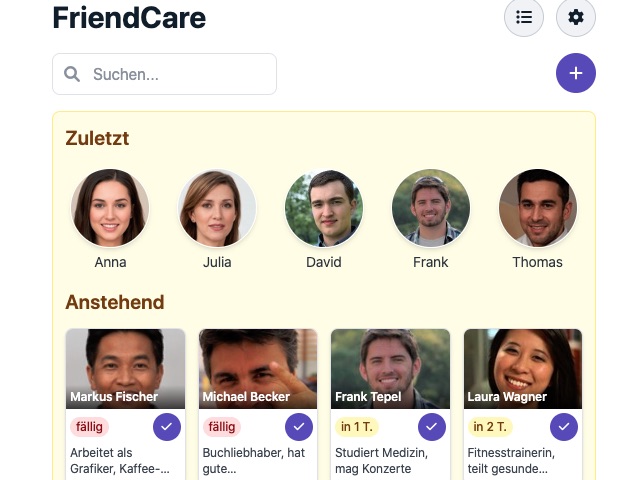 FriendCare
Suchen...
Zuletzt
Anna
Julia
David
Frank
Thomas
Anstehend
Markus Fischer
Michael Becker
Frank Tepel
Laura Wagner
fällig
fällig
in 1 T.
in 2 T.
Arbeitet als
Grafiker, Kaffee-...
Buchliebhaber, hat
gute...
Studiert Medizin,
mag Konzerte
Fitnesstrainerin,
teilt gesunde...